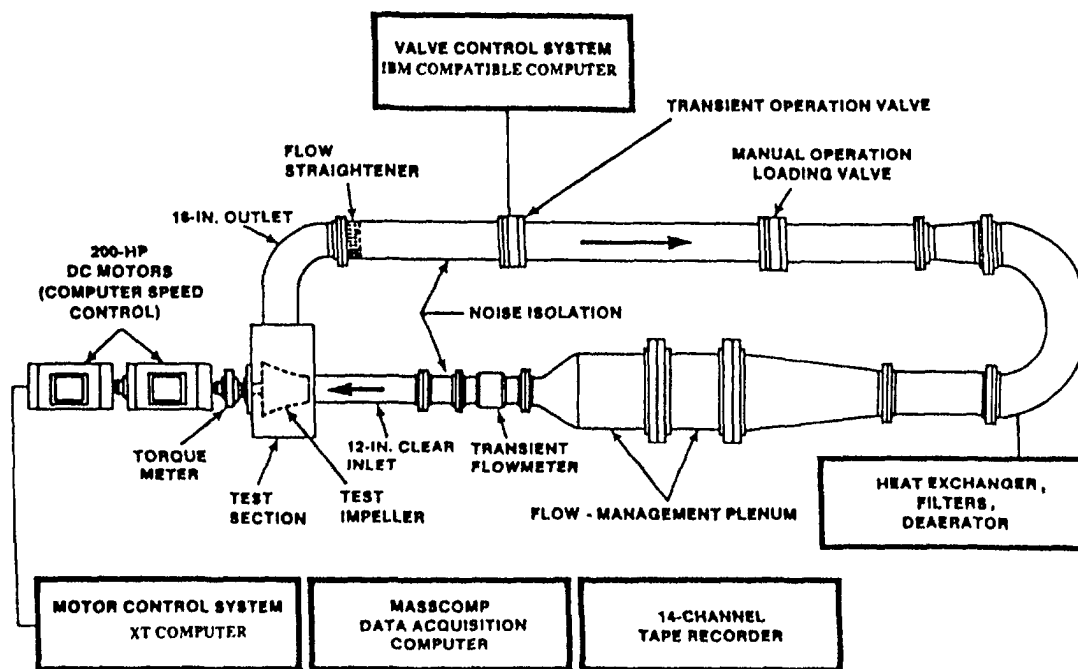 VALVE CONTROL SYSTEM
IBM COMPATIBLE COMPUTER
TRANSIENT OPERATION VALVE
FLOW
STRAIGHTENER
MANUAL OPERATION
LOADING VALVE
16-IN. OUTLET
200-HP
DC MOTORS
(COMPUTER SPEED
CONTROL)
NOISE ISOLATION
TORQUE
METER
TEST
SECTION
TEST
IMPELLER
12-IN. CLEAR
INLET
TRANSIENT
FLOWMETER
FLOW - MANAGEMENT PLENUM
HEAT EXCHANGER,
FILTERS,
DEAERATOR
MOTOR CONTROL SYSTEM
XT COMPUTER
MASSCOMP
DATA ACQUISITION
COMPUTER
14-CHANNEL
TAPE RECORDER